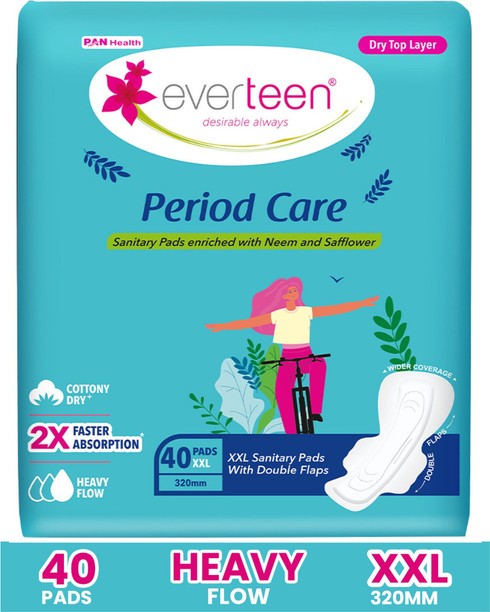 PAN Health
Dry Top Layer
everteen®
desirable always
Period Care
Sanitary Pads enriched with Neem and Safflower
COTTONY
DRY+
2X FASTER
ABSORPTION*
HEAVY
FLOW
40 PADS
XXL
320mm
XXL Sanitary Pads
With Double Flaps
WIDER COVERAGE
DOUBLE FLAPS
40
PADS
HEAVY
FLOW
XXL
320MM